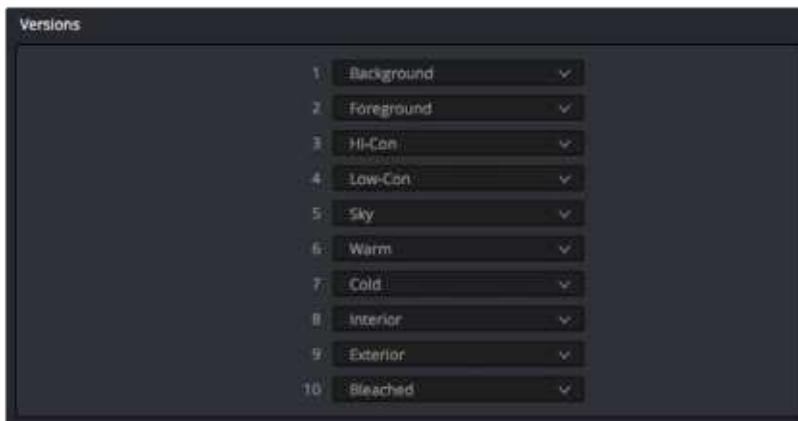 Versions
1 Background
2 Foreground
3 Hi-Con
4 Low-Con
5 Sky
6 Warm
7 Cold
8 Interior
9 Exterior
10 Bleached